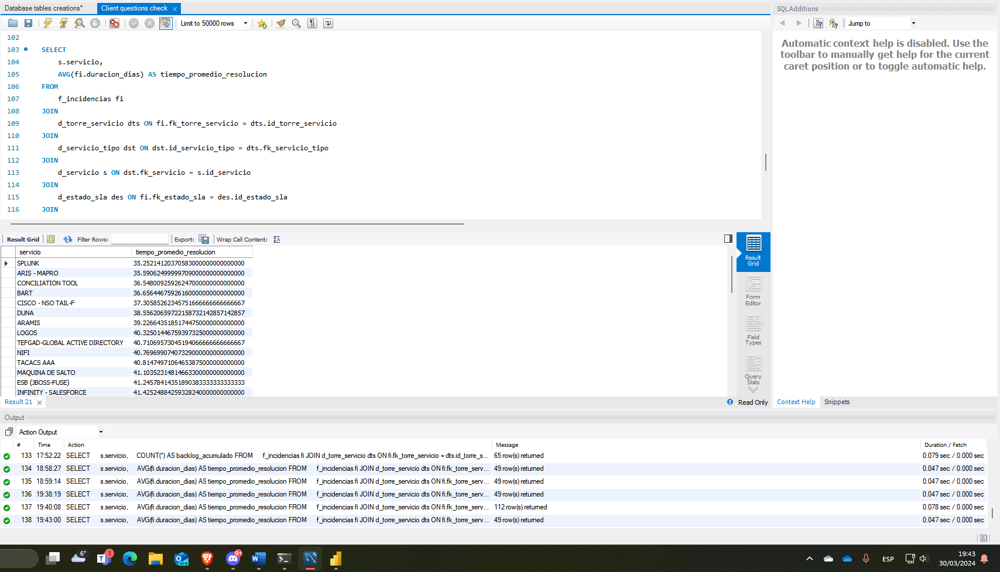 Database tables creations*
Client questions check
Limit to 50000 rows
102
103 SELECT
104 s.servicio,
105 AVG(fi.duracion_dias) AS tiempo_promedio_resolucion
106 FROM
107 f_incidencias fi
108 JOIN
109 d_torre_servicio dts ON fi.fk_torre_servicio = dts.id_torre_servicio
110 JOIN
111 d_servicio_tipo dst ON dst.id_servicio_tipo = dts.fk_servicio_tipo
112 JOIN
113 d_servicio s ON dst.fk_servicio = s.id_servicio
114 JOIN
115 d_estado_sla des ON fi.fk_estado_sla = des.id_estado_sla
116 JOIN
SQLAdditions
Jump to
Automatic context help is disabled. Use the
toolbar to manually get help for the current
caret position or to toggle automatic help.
Result Grid Filter Rows: Export: Wrap Cell Content:
servicio tiempo_promedio_resolucion
SPLUNK 35.252141203705830000000000000000
ARIS - MAPRO 35.590624999997090000000000000000
CONCILIATION TOOL 36.548009259262470000000000000000
BART 36.656446759261600000000000000000
CISCO - NSO TAIL-F 37.305852623457516666666666667
DUNA 38.556206597221587321428571428 57
ARAMIS 39.226643518517447500000000000000
LOGOS 40.325014467593973250000000000000
TEFGAD-GLOBAL ACTIVE DIRECTORY 40.710695730451940666666666667
NIFI 40.769699074073290000000000000000
TACACS AAA 40.814749710646538750000000000000
MAQUINA DE SALTO 41.103523148146633000000000000000
ESB (JBOSS-FUSE) 41.245784143518903833333333333333
INFINITY - SALESFORCE 41.425248842593282400000000000000
Result
Grid
Form
Editor
Field
Types
Query
Stats
Result 21
Read Only
Context Help Snippets
Output
Action Output
# Time Action Message Duration / Fetch
133 17:52:22 SELECT s.servicio, COUNT(*) AS backlog_acumulado FROM f_incidencias fi JOIN d_torre_servicio dts ON fi.fk_torre_servicio = dts.id_torre_s... 65 row(s) returned 0.079 sec / 0.000 sec
134 18:58:27 SELECT s.servicio, AVG(fi.duracion_dias) AS tiempo_promedio_resolucion FROM f_incidencias fi JOIN d_torre_servicio dts ON fi.fk_torre_serv... 49 row(s) returned 0.047 sec / 0.000 sec
135 18:59:14 SELECT s.servicio, AVG(fi.duracion_dias) AS tiempo_promedio_resolucion FROM f_incidencias fi JOIN d_torre_servicio dts ON fi.fk_torre_serv... 49 row(s) returned 0.047 sec / 0.000 sec
136 19:38:19 SELECT s.servicio, AVG(fi.duracion_dias) AS tiempo_promedio_resolucion FROM f_incidencias fi JOIN d_torre_servicio dts ON fi.fk_torre_serv... 49 row(s) returned 0.047 sec / 0.000 sec
137 19:40:08 SELECT s.servicio, AVG(fi.duracion_dias) AS tiempo_promedio_resolucion FROM f_incidencias fi JOIN d_torre_servicio dts ON fi.fk_torre_serv... 112 row(s) returned 0.078 sec / 0.000 sec
138 19:43:00 SELECT s.servicio, AVG(fi.duracion_dias) AS tiempo_promedio_resolucion FROM f_incidencias fi JOIN d_torre_servicio dts ON fi.fk_torre_serv... 49 row(s) returned 0.047 sec / 0.000 sec
6° 1 NEW 9+
ESP
19:43
30/03/2024